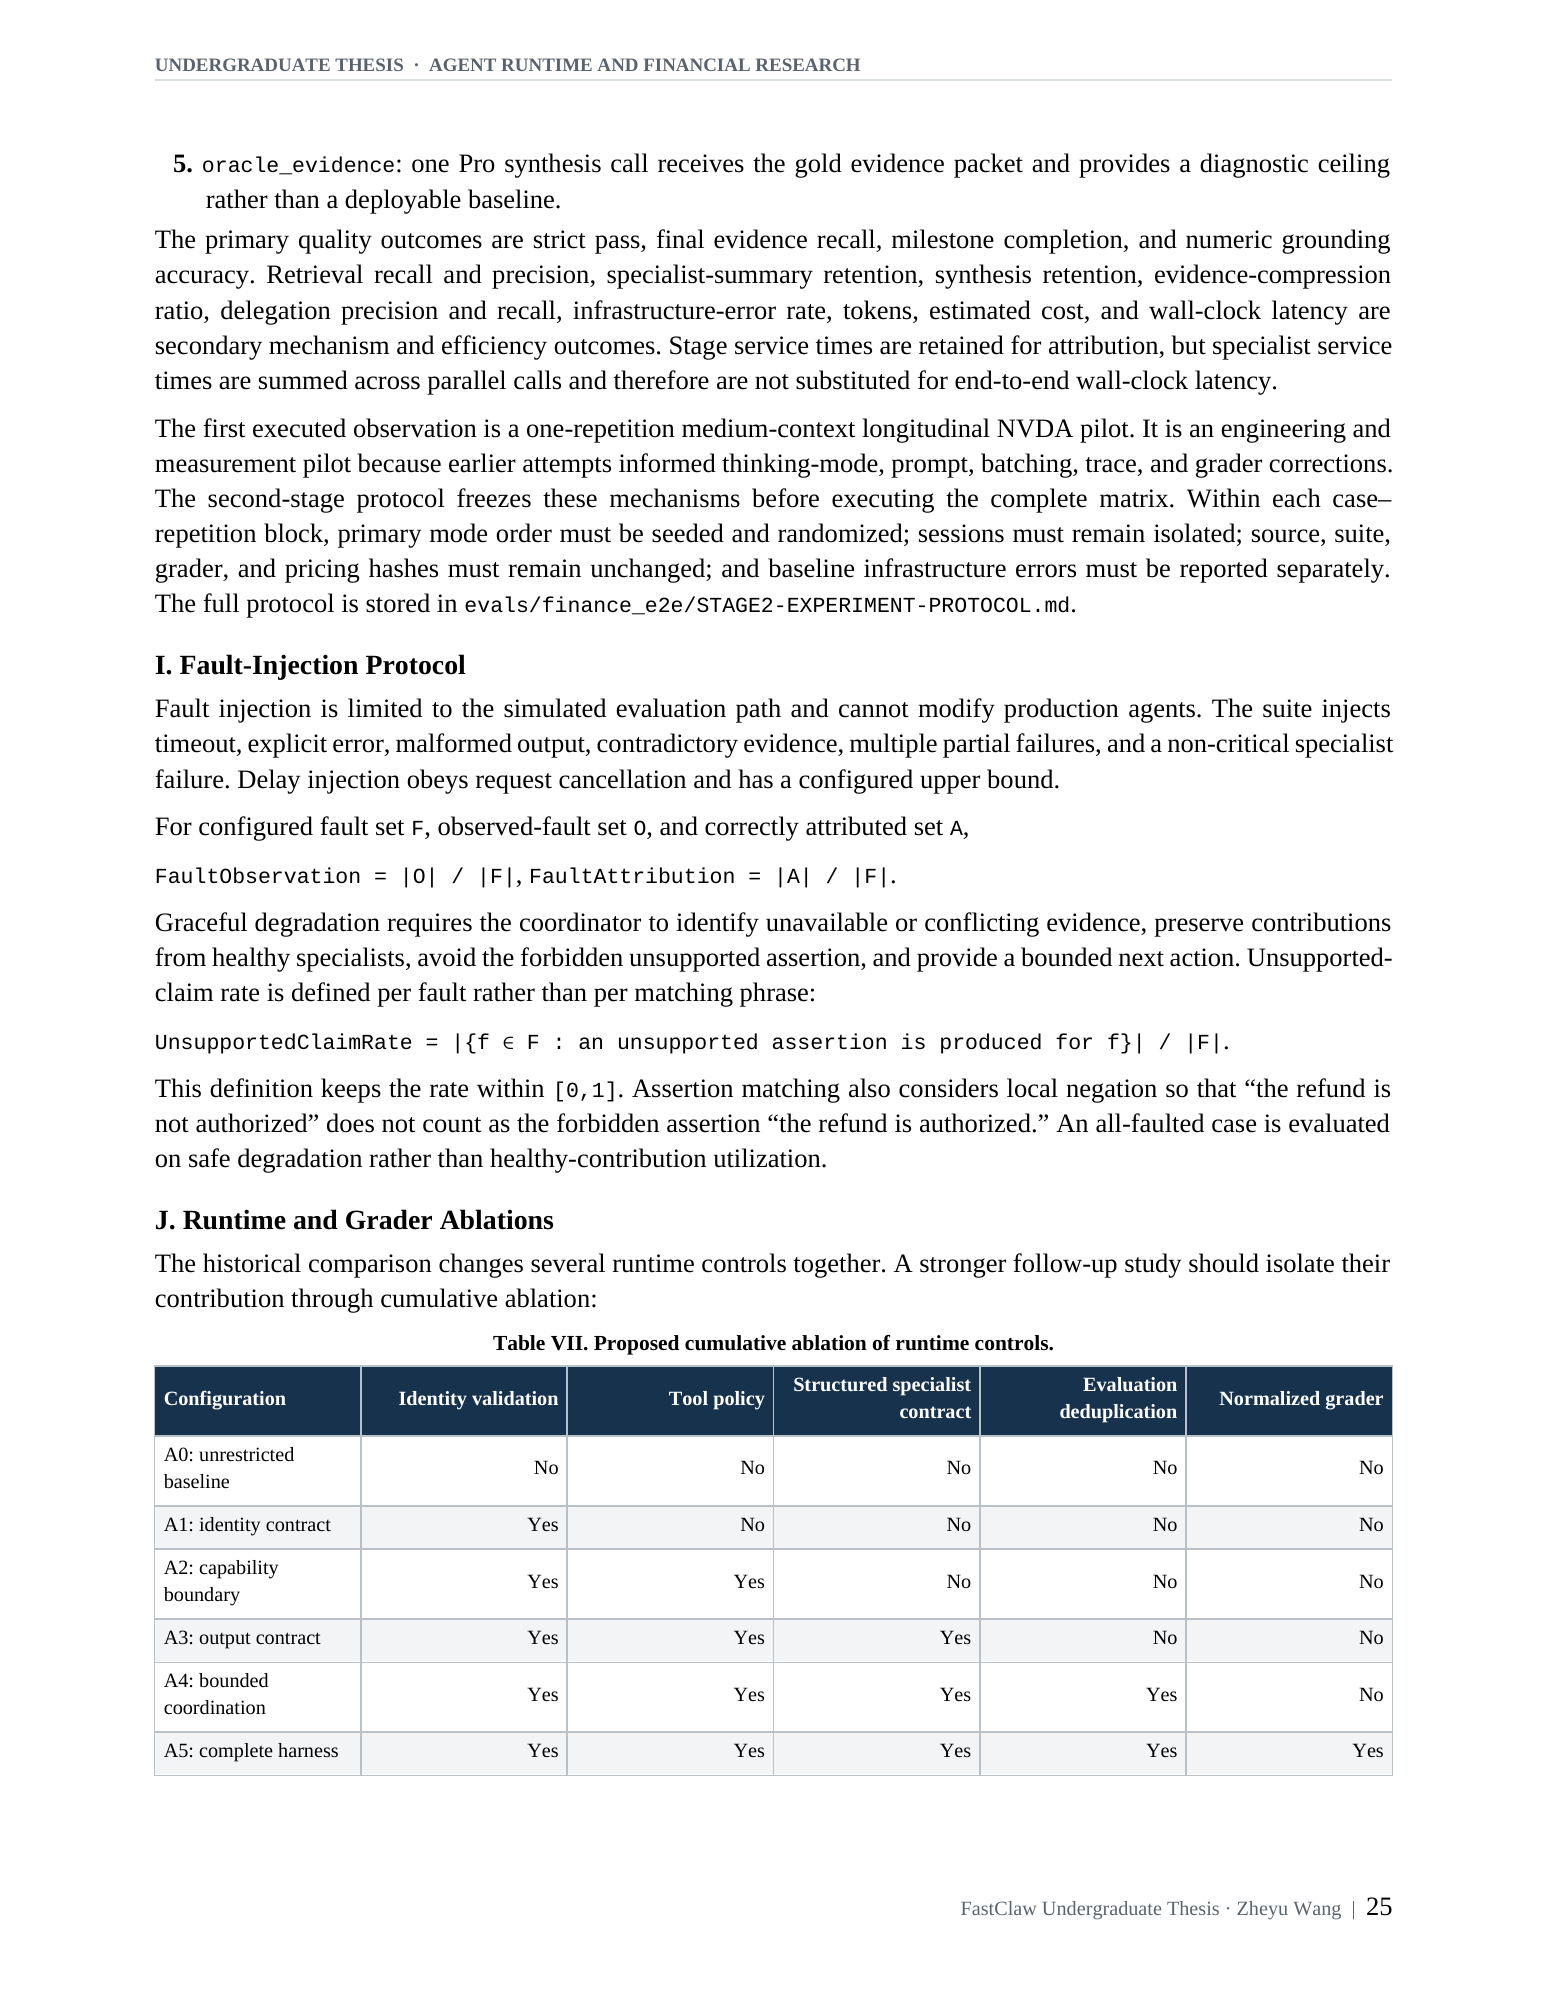 UNDERGRADUATE THESIS · AGENT RUNTIME AND FINANCIAL RESEARCH
5. oracle_evidence: one Pro synthesis call receives the gold evidence packet and provides a diagnostic ceiling
rather than a deployable baseline.
The primary quality outcomes are strict pass, final evidence recall, milestone completion, and numeric grounding
accuracy. Retrieval recall and precision, specialist-summary retention, synthesis retention, evidence-compression
ratio, delegation precision and recall, infrastructure-error rate, tokens, estimated cost, and wall-clock latency are
secondary mechanism and efficiency outcomes. Stage service times are retained for attribution, but specialist service
times are summed across parallel calls and therefore are not substituted for end-to-end wall-clock latency.
The first executed observation is a one-repetition medium-context longitudinal NVDA pilot. It is an engineering and
measurement pilot because earlier attempts informed thinking-mode, prompt, batching, trace, and grader corrections.
The second-stage protocol freezes these mechanisms before executing the complete matrix. Within each case–
repetition block, primary mode order must be seeded and randomized; sessions must remain isolated; source, suite,
grader, and pricing hashes must remain unchanged; and baseline infrastructure errors must be reported separately.
The full protocol is stored in evals/finance_e2e/STAGE2-EXPERIMENT-PROTOCOL.md.
I. Fault-Injection Protocol
Fault injection is limited to the simulated evaluation path and cannot modify production agents. The suite injects
timeout, explicit error, malformed output, contradictory evidence, multiple partial failures, and a non-critical specialist
failure. Delay injection obeys request cancellation and has a configured upper bound.
For configured fault set F, observed-fault set O, and correctly attributed set A,
FaultObservation = |O| / |F|, FaultAttribution = |A| / |F|.
Graceful degradation requires the coordinator to identify unavailable or conflicting evidence, preserve contributions
from healthy specialists, avoid the forbidden unsupported assertion, and provide a bounded next action. Unsupported-
claim rate is defined per fault rather than per matching phrase:
UnsupportedClaimRate = |{f ∈ F : an unsupported assertion is produced for f}| / |F|.
This definition keeps the rate within [0,1]. Assertion matching also considers local negation so that “the refund is
not authorized” does not count as the forbidden assertion “the refund is authorized.” An all-faulted case is evaluated
on safe degradation rather than healthy-contribution utilization.
J. Runtime and Grader Ablations
The historical comparison changes several runtime controls together. A stronger follow-up study should isolate their
contribution through cumulative ablation:
Table VII. Proposed cumulative ablation of runtime controls.
Configuration Identity validation Tool policy Structured specialist contract Evaluation deduplication Normalized grader
A0: unrestricted baseline No No No No No
A1: identity contract Yes No No No No
A2: capability boundary Yes Yes No No No
A3: output contract Yes Yes Yes No No
A4: bounded coordination Yes Yes Yes Yes No
A5: complete harness Yes Yes Yes Yes Yes
FastClaw Undergraduate Thesis · Zheyu Wang | 25